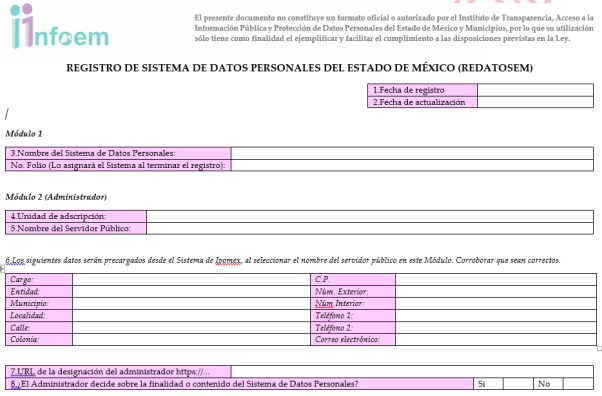 infoem
El presente documento no constituye un formato oficial o autorizado por el Instituto de Transparencia, Acceso a la
Información Pública y Protección de Datos Personales del Estado de México y Municipios, por lo que su utilización
sólo tiene como finalidad el ejemplificar y facilitar el cumplimiento a las disposiciones previstas en la Ley.
REGISTRO DE SISTEMA DE DATOS PERSONALES DEL ESTADO DE MÉXICO (REDATOSEM)
1.Fecha de registro
2.Fecha de actualización
Módulo 1
3.Nombre del Sistema de Datos Personales:
No. Folio (Lo asignará el Sistema al terminar el registro):
Módulo 2 (Administrador)
4.Unidad de adscripción:
5.Nombre del Servidor Público:
6.Los siguientes datos serán precargados desde el Sistema de Ipomex, al seleccionar el nombre del servidor público en este Módulo. Corroborar que sean correctos.
Cargo: C.P.
Entidad: Núm. Exterior:
Municipio: Núm Interior:
Localidad: Teléfono 1:
Calle: Teléfono 2:
Colonia: Correo electrónico:
7.URL de la designación del administrador https://...
8.¿El Administrador decide sobre la finalidad o contenido del Sistema de Datos Personales? Si No